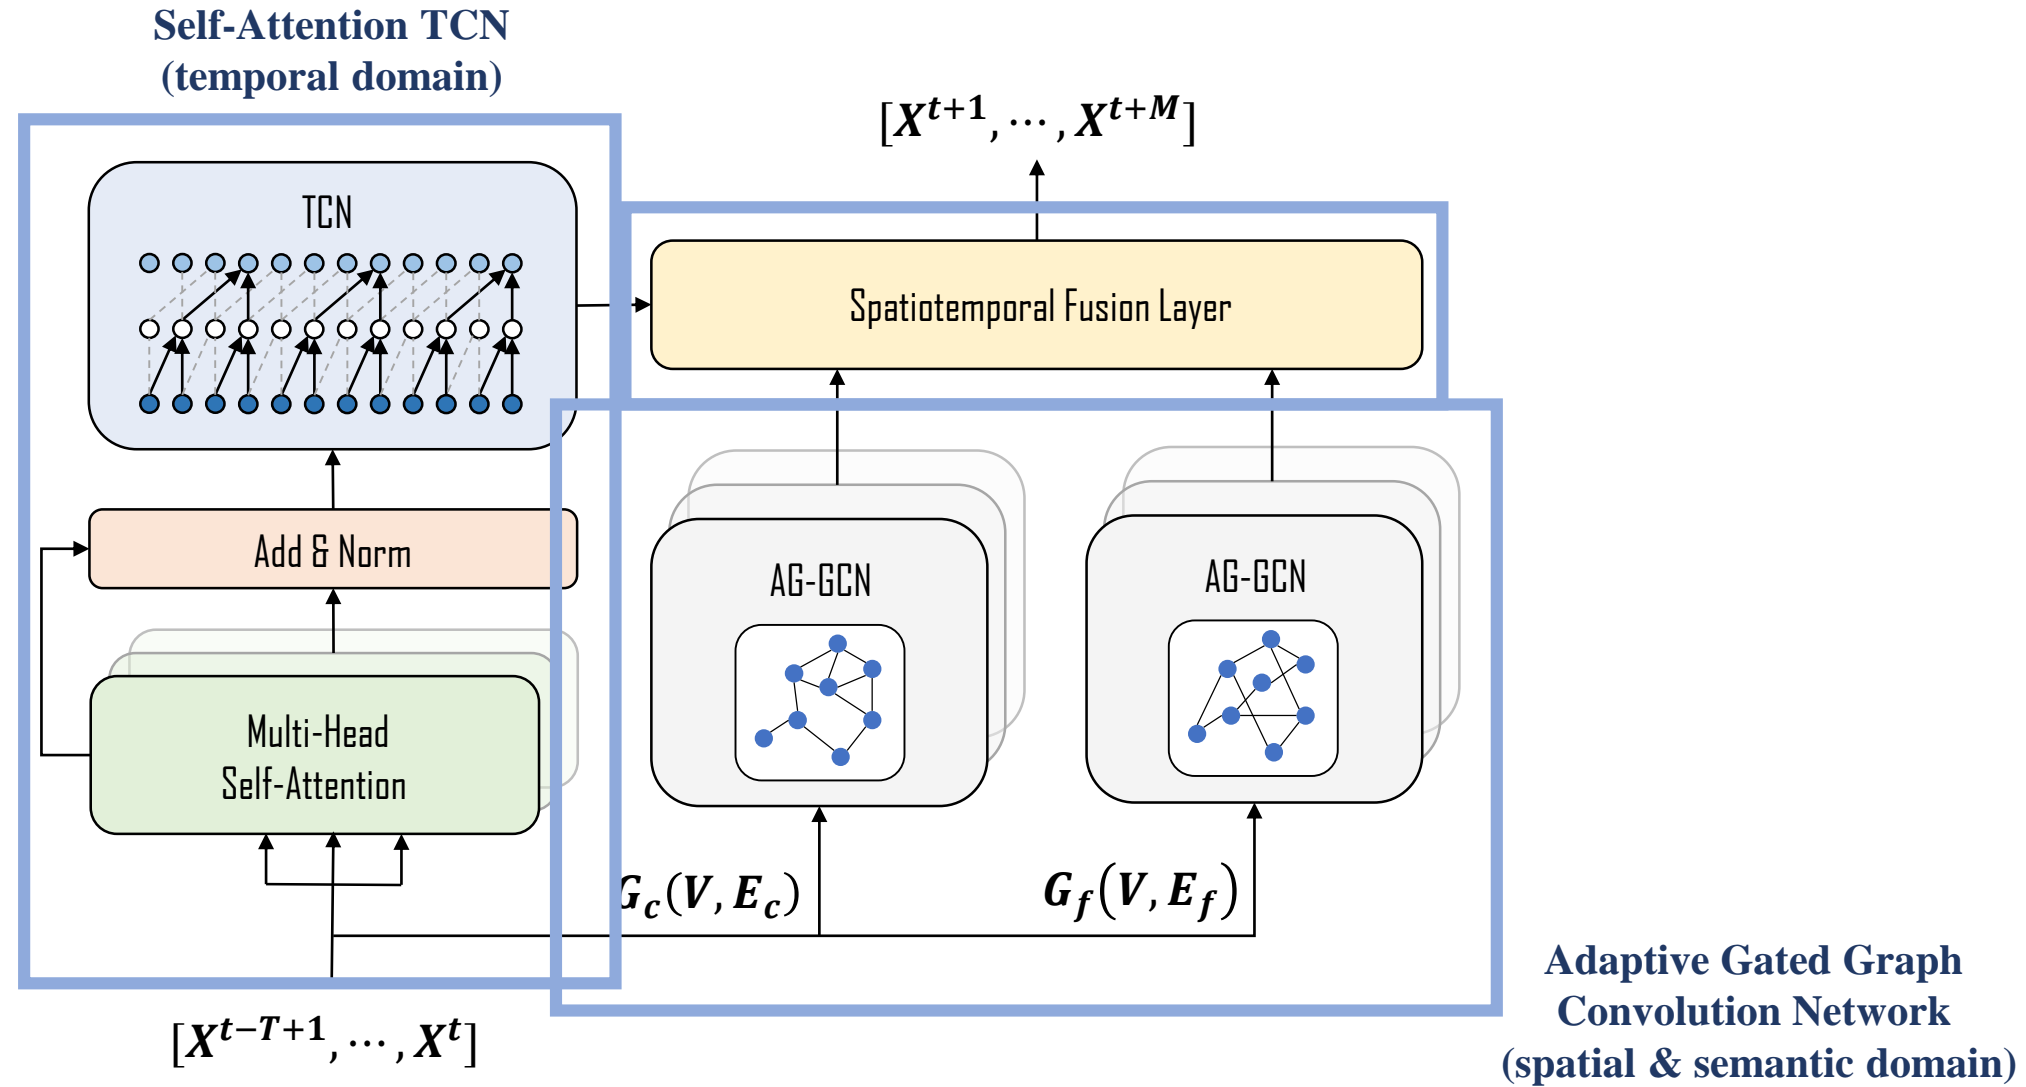 Self-Attention TCN
(temporal domain)
[X^{t+1}, ⋯, X^{t+M}]
TCN
Spatiotemporal Fusion Layer
Add & Norm
AG-GCN
AG-GCN
Multi-Head
Self-Attention
G_c(V, E_c)
G_f(V, E_f)
[X^{t-T+1}, ⋯, X^t]
Adaptive Gated Graph
Convolution Network
(spatial & semantic domain)